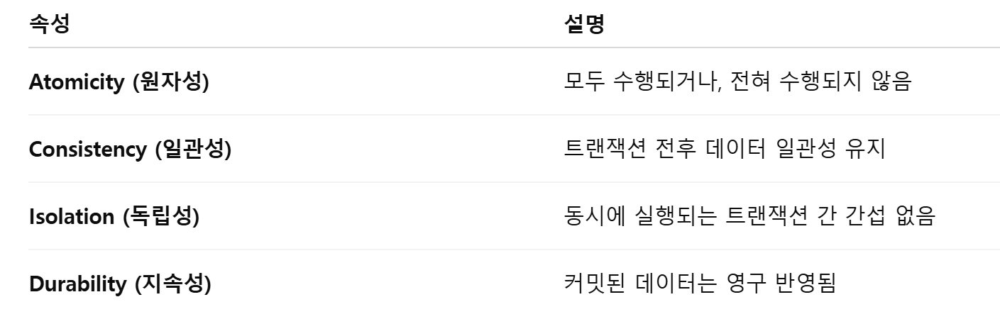 속성 설명
Atomicity (원자성) 모두 수행되거나, 전혀 수행되지 않음
Consistency (일관성) 트랜잭션 전후 데이터 일관성 유지
Isolation (독립성) 동시에 실행되는 트랜잭션 간 간섭 없음
Durability (지속성) 커밋된 데이터는 영구 반영됨